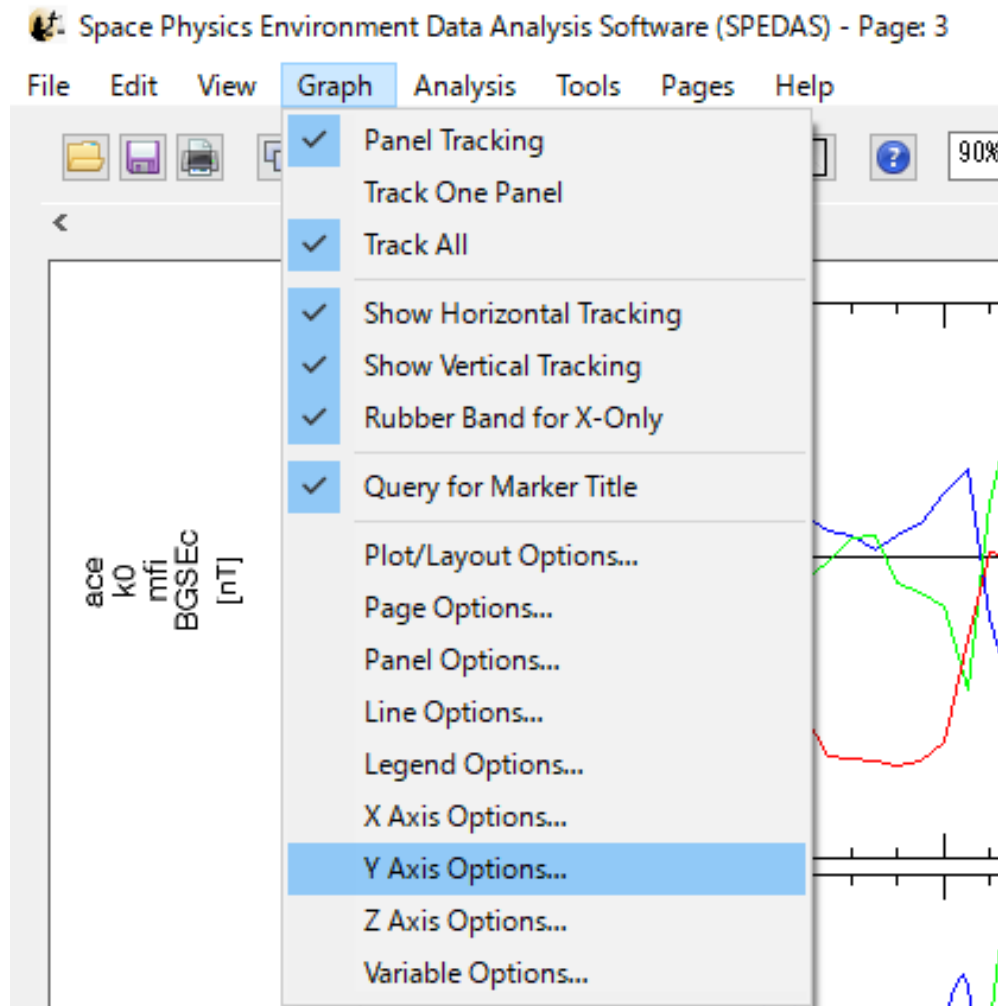 Space Physics Environment Data Analysis Software (SPEDAS) - Page: 3
File Edit View Graph Analysis Tools Pages Help
90%
Panel Tracking
Track One Panel
Track All
Show Horizontal Tracking
Show Vertical Tracking
Rubber Band for X-Only
Query for Marker Title
Plot/Layout Options...
Page Options...
Panel Options...
Line Options...
Legend Options...
X Axis Options...
Y Axis Options...
Z Axis Options...
Variable Options...
ace
k0
mfi
BGSEc
[nT]